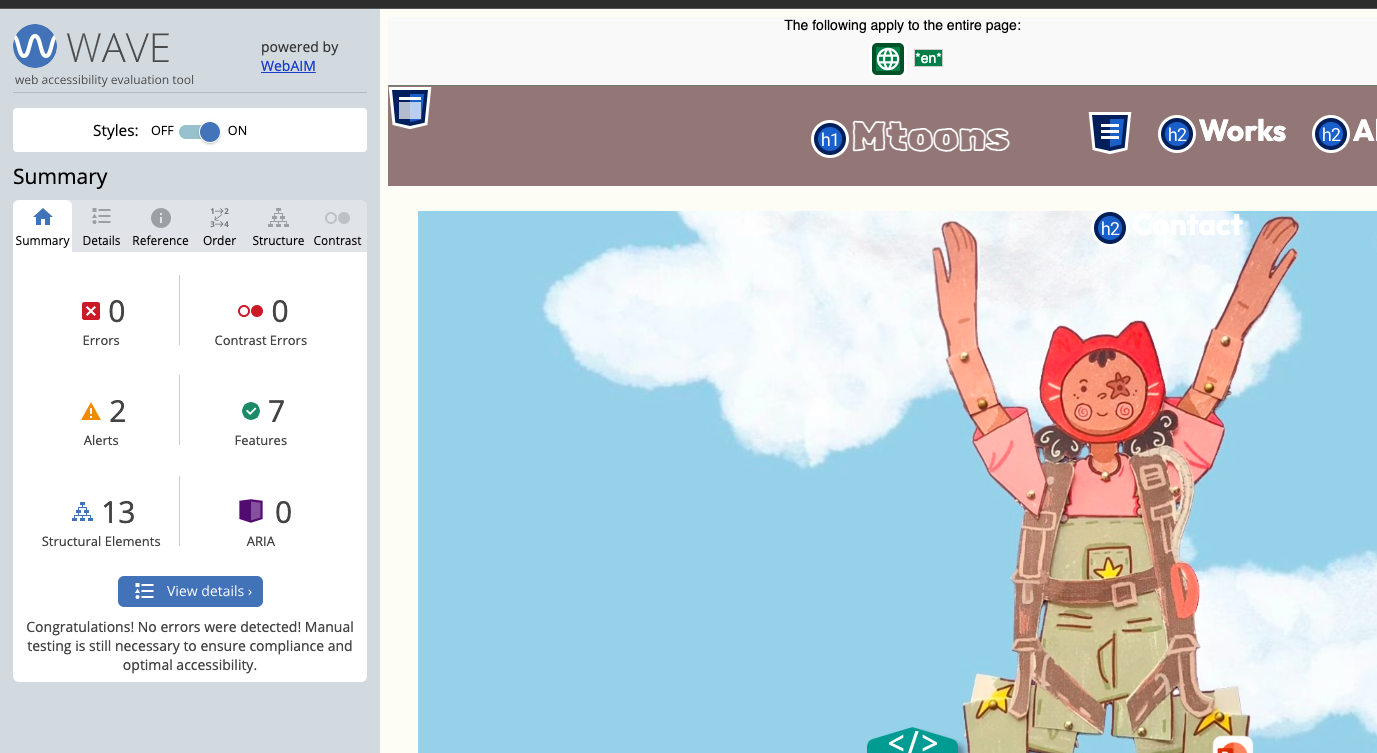 WAVE
web accessibility evaluation tool
powered by
WebAIM
Styles: OFF ON
Summary
Summary Details Reference Order Structure Contrast
0 Errors
0 Contrast Errors
2 Alerts
7 Features
13 Structural Elements
0 ARIA
View details ›
Congratulations! No errors were detected! Manual
testing is still necessary to ensure compliance and
optimal accessibility.
The following apply to the entire page:
*en*
h1 Mtoons
h2 Works
h2
h2 Contact
</>